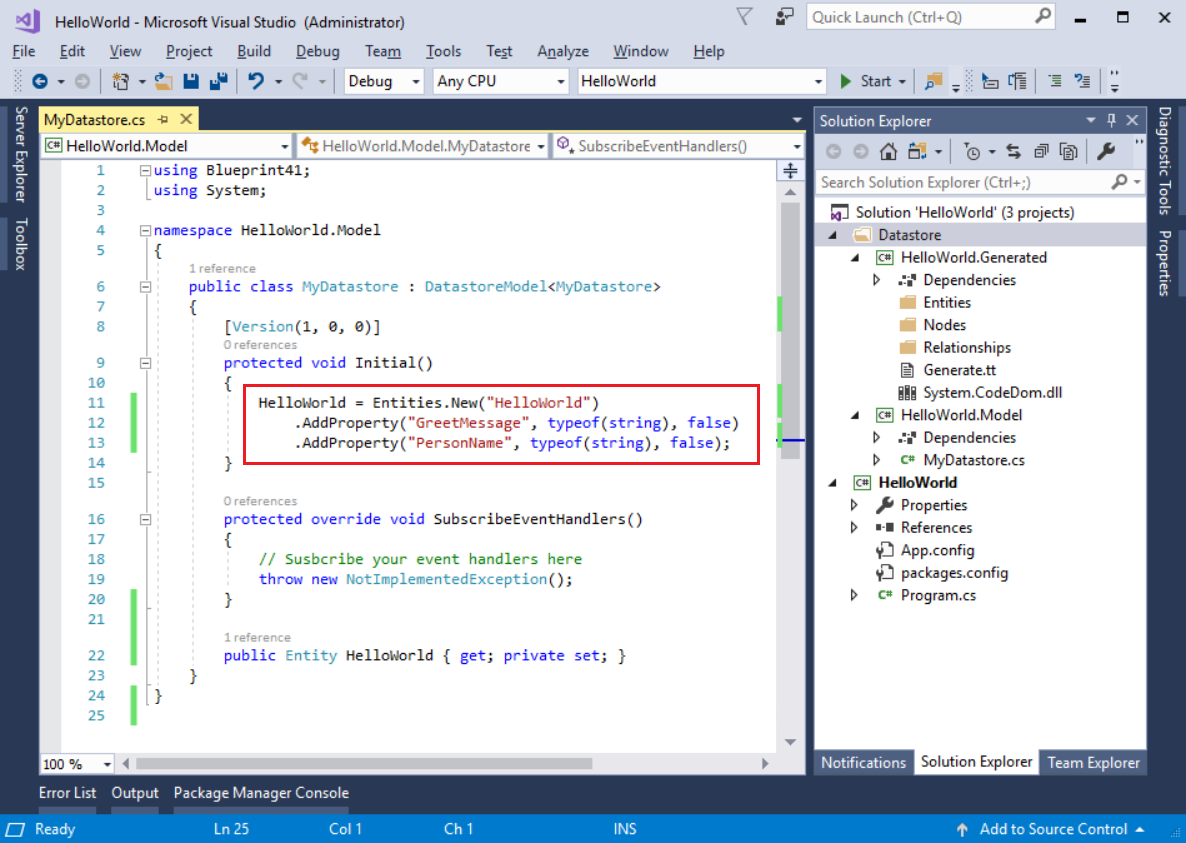 HelloWorld - Microsoft Visual Studio (Administrator)
Quick Launch (Ctrl+Q)
File Edit View Project Build Debug Team Tools Test Analyze Window Help
Debug Any CPU HelloWorld Start
Server Explorer
Toolbox
MyDatastore.cs
HelloWorld.Model HelloWorld.Model.MyDatastore SubscribeEventHandlers()
1 using Blueprint41;
2 using System;
3
4 namespace HelloWorld.Model
5 {
1 reference
6 public class MyDatastore : DatastoreModel<MyDatastore>
7 {
8 [Version(1, 0, 0)]
0 references
9 protected void Initial()
10 {
11 HelloWorld = Entities.New("HelloWorld")
12 .AddProperty("GreetMessage", typeof(string), false)
13 .AddProperty("PersonName", typeof(string), false);
14 }
15
0 references
16 protected override void SubscribeEventHandlers()
17 {
18 // Susbcribe your event handlers here
19 throw new NotImplementedException();
20 }
21
1 reference
22 public Entity HelloWorld { get; private set; }
23 }
24 }
25
100 %
Solution Explorer
Search Solution Explorer (Ctrl+;)
Solution 'HelloWorld' (3 projects)
Datastore
C# HelloWorld.Generated
Dependencies
Entities
Nodes
Relationships
Generate.tt
System.CodeDom.dll
C# HelloWorld.Model
Dependencies
C# MyDatastore.cs
C# HelloWorld
Properties
References
App.config
packages.config
C# Program.cs
Notifications Solution Explorer Team Explorer
Diagnostic Tools
Properties
Error List Output Package Manager Console
Ready Ln 25 Col 1 Ch 1 INS Add to Source Control